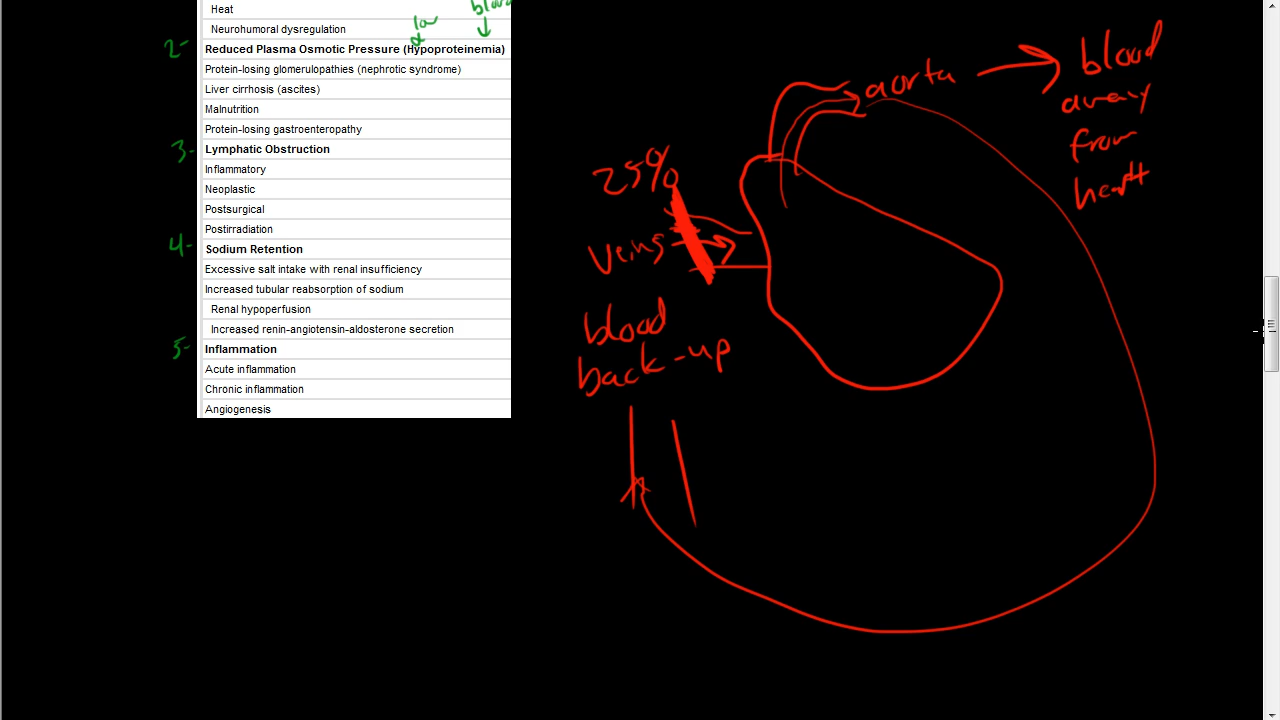 Heat
Neurohumoral dysregulation
low
2- Reduced Plasma Osmotic Pressure (Hypoproteinemia)
Protein-losing glomerulopathies (nephrotic syndrome)
Liver cirrhosis (ascites)
Malnutrition
Protein-losing gastroenteropathy
3- Lymphatic Obstruction
Inflammatory
Neoplastic
Postsurgical
Postirradiation
4- Sodium Retention
Excessive salt intake with renal insufficiency
Increased tubular reabsorption of sodium
Renal hypoperfusion
Increased renin-angiotensin-aldosterone secretion
5- Inflammation
Acute inflammation
Chronic inflammation
Angiogenesis
aorta
blood
away
from
heart
25%
veins
blood
back-up